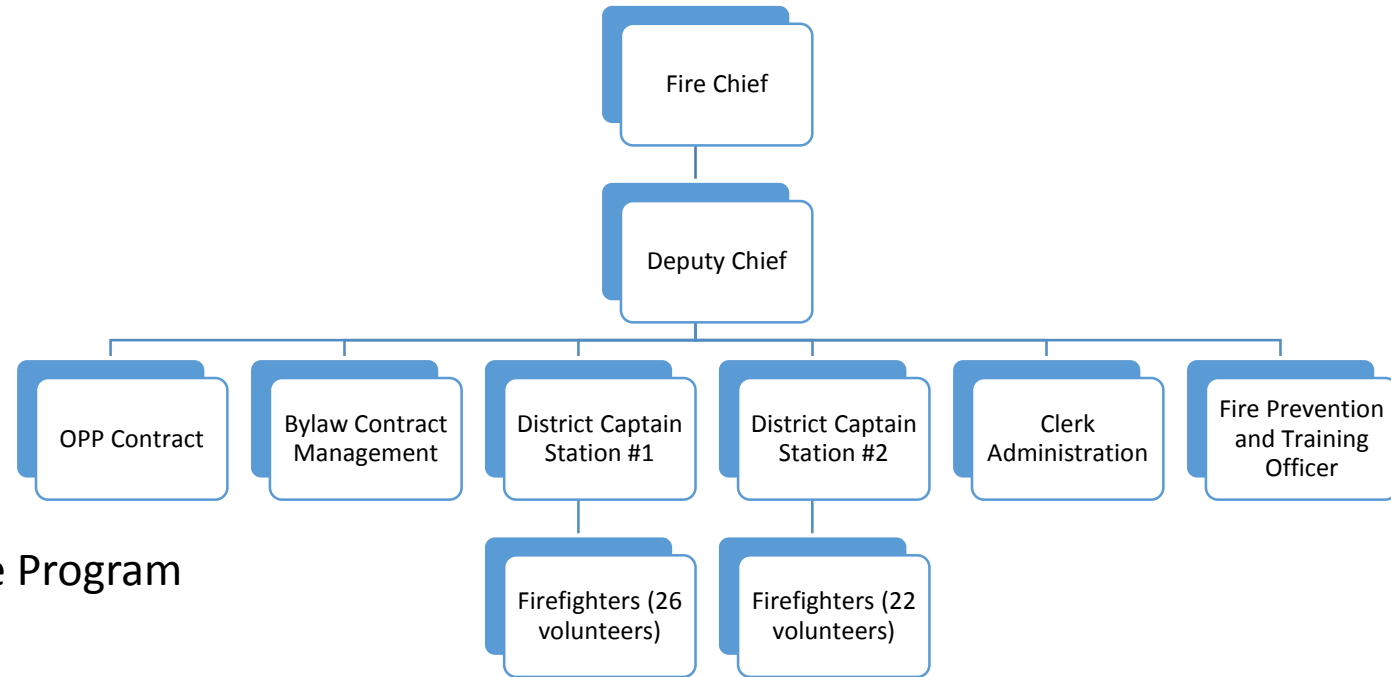 Fire Chief
Deputy Chief
OPP Contract
Bylaw Contract
Management
District Captain
Station #1
District Captain
Station #2
Clerk
Administration
Fire Prevention
and Training
Officer
Program
Firefighters (26
volunteers)
Firefighters (22
volunteers)